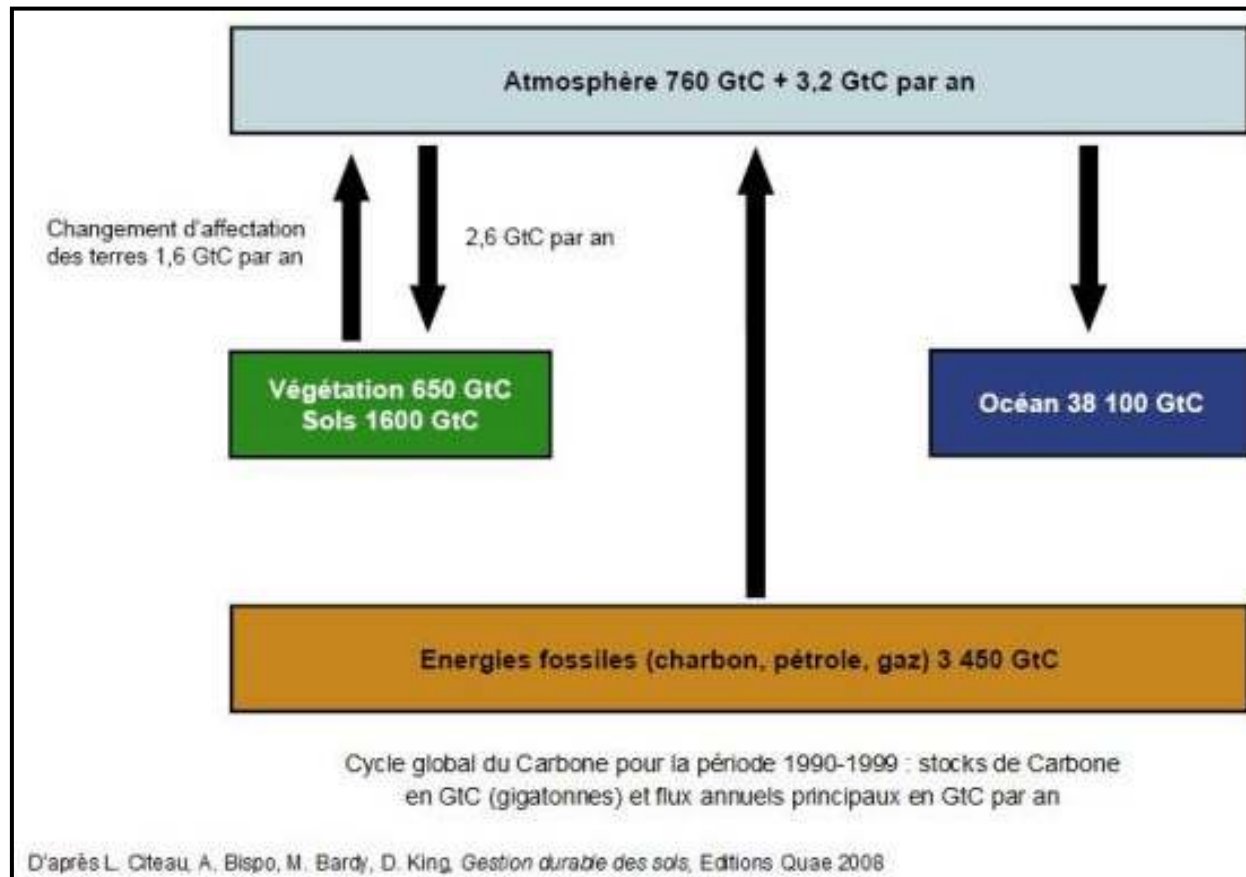 Atmosphère 760 GtC + 3,2 GtC par an
Changement d'affectation
des terres 1,6 GtC par an
2,6 GtC par an
Végétation 650 GtC
Sols 1600 GtC
Océan 38 100 GtC
Energies fossiles (charbon, pétrole, gaz) 3 450 GtC
Cycle global du Carbone pour la période 1990-1999 : stocks de Carbone
en GtC (gigatonnes) et flux annuels principaux en GtC par an
D'après L. Citeau, A. Bispo, M. Bardy, D. King, Gestion durable des sols, Editions Quae 2008